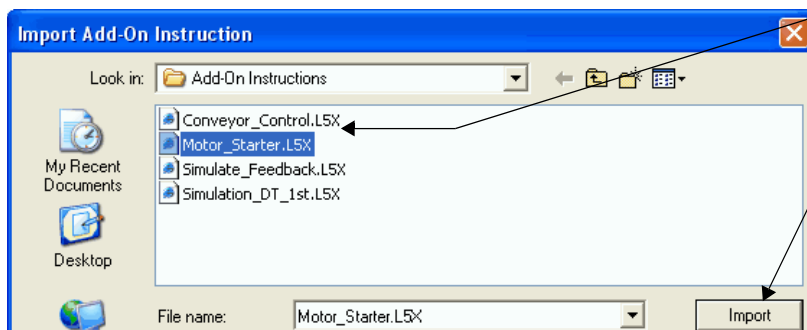 Import Add-On Instruction
Look in:
Add-On Instructions
My Recent
Documents
Desktop
Conveyor_Control.L5X
Motor_Starter.L5X
Simulate_Feedback.L5X
Simulation_DT_1st.L5X
File name:
Motor_Starter.L5X
Import